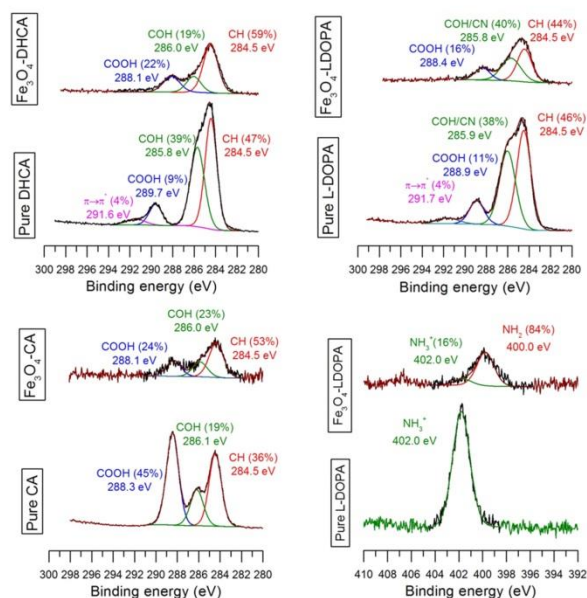 Fe₃O₄-DHCA
COOH (22%)
288.1 eV
COH (19%)
286.0 eV
CH (59%)
284.5 eV
Pure DHCA
π→π* (4%)
291.6 eV
COOH (9%)
289.7 eV
COH (39%)
285.8 eV
CH (47%)
284.5 eV
300 298 296 294 292 290 288 286 284 282 280
Binding energy (eV)
Fe₃O₄-LDOPA
COOH (16%)
288.4 eV
COH/CN (40%)
285.8 eV
CH (44%)
284.5 eV
Pure L-DOPA
π→π* (4%)
291.7 eV
COOH (11%)
288.9 eV
COH/CN (38%)
285.9 eV
CH (46%)
284.5 eV
300 298 296 294 292 290 288 286 284 282 280
Binding energy (eV)
Fe₃O₄-CA
COOH (24%)
288.1 eV
COH (23%)
286.0 eV
CH (53%)
284.5 eV
Pure CA
COOH (45%)
288.3 eV
COH (19%)
286.1 eV
CH (36%)
284.5 eV
300 298 296 294 292 290 288 286 284 282 280
Binding energy (eV)
Fe₃O₄-LDOPA
NH₃⁺(16%)
402.0 eV
NH₂ (84%)
400.0 eV
Pure L-DOPA
NH₃⁺
402.0 eV
410 408 406 404 402 400 398 396 394 392
Binding energy (eV)